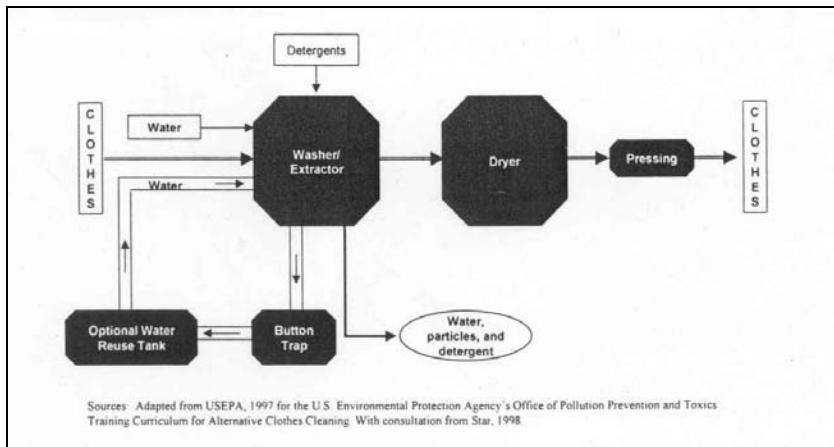 Detergents
CLOTHES
Water
Washer/
Extractor
Dryer
Pressing
CLOTHES
Water
Optional Water
Reuse Tank
Button
Trap
Water,
particles, and
detergent
Sources: Adapted from USEPA, 1997 for the U.S. Environmental Protection Agency's Office of Pollution Prevention and Toxics
Training Curriculum for Alternative Clothes Cleaning. With consultation from Star, 1998.